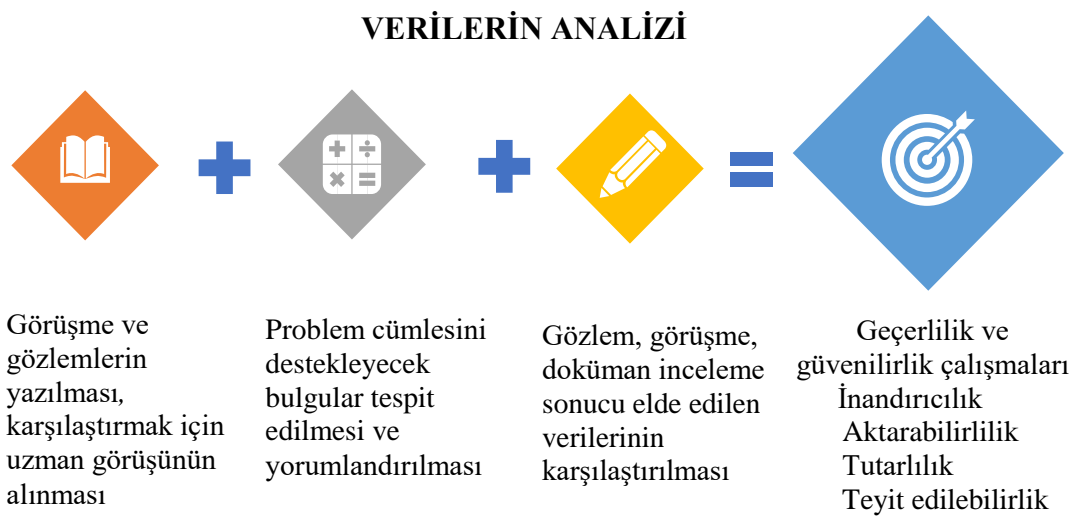 VERİLERİN ANALİZİ
Görüşme ve
gözlemlerin
yazılması,
karşılaştırmak için
uzman görüşünün
alınması
Problem cümlesini
destekleyecek
bulgular tespit
edilmesi ve
yorumlandırılması
Gözlem, görüşme,
doküman inceleme
sonucu elde edilen
verilerinin
karşılaştırılması
Geçerlilik ve
güvenilirlik çalışmaları
İnandırıcılık
Aktarabilirlilik
Tutarlılık
Teyit edilebilirlik